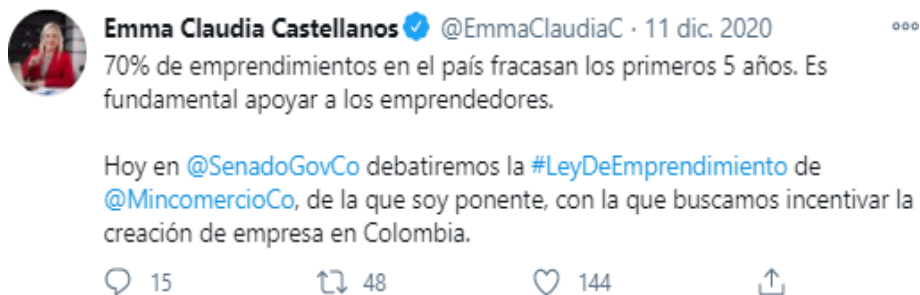 Emma Claudia Castellanos @EmmaClaudiaC · 11 dic. 2020
70% de emprendimientos en el país fracasan los primeros 5 años. Es
fundamental apoyar a los emprendedores.
Hoy en @SenadoGovCo debatiremos la #LeyDeEmprendimiento de
@MincomercioCo, de la que soy ponente, con la que buscamos incentivar la
creación de empresa en Colombia.
15 48 144